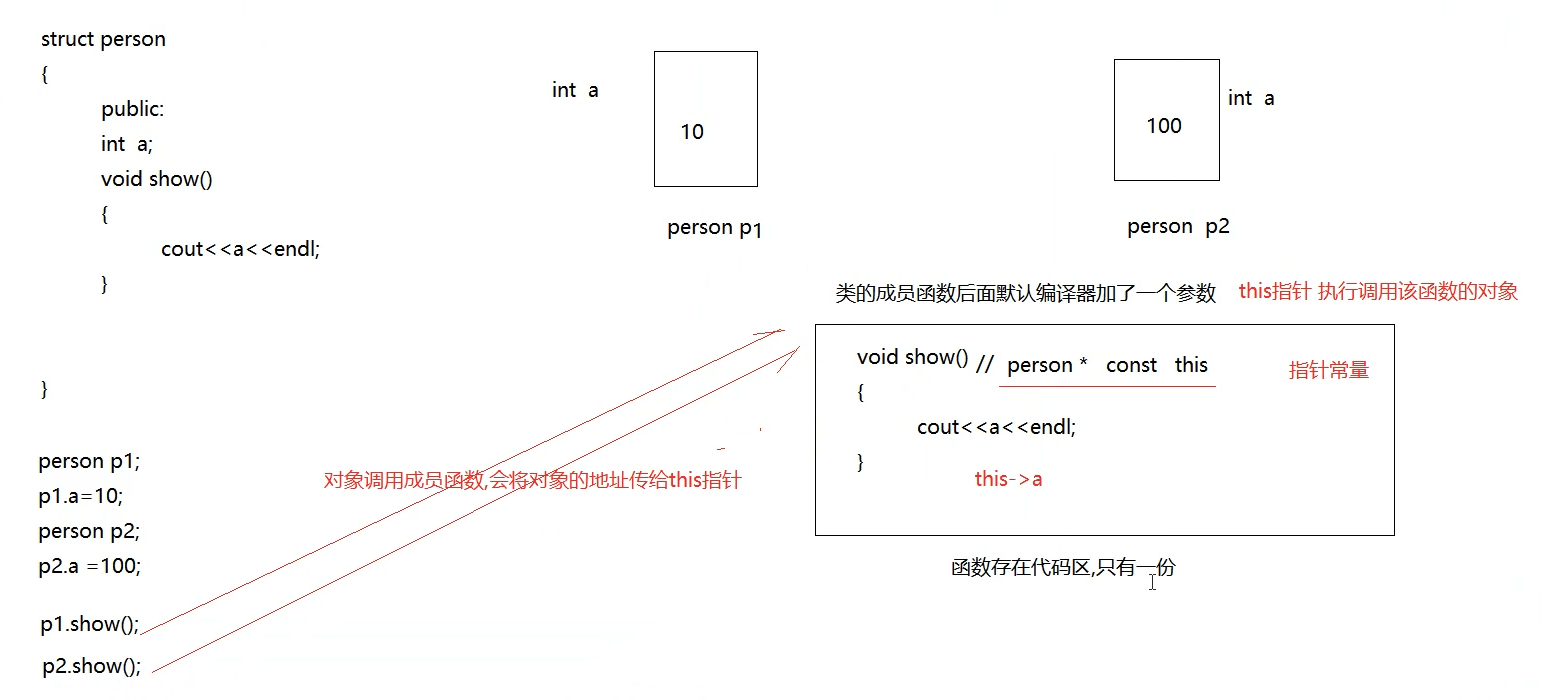 struct person
{
public:
int a;
void show()
{
cout<<a<<endl;
}
}
person p1;
p1.a=10;
person p2;
p2.a =100;
p1.show();
p2.show();
int a
10
person p1
100
int a
person p2
类的成员函数后面默认编译器加了一个参数 this指针 执行调用该函数的对象
void show() // person * const this 指针常量
{
cout<<a<<endl;
}
this->a
对象调用成员函数,会将对象的地址传给this指针
函数存在代码区,只有一份